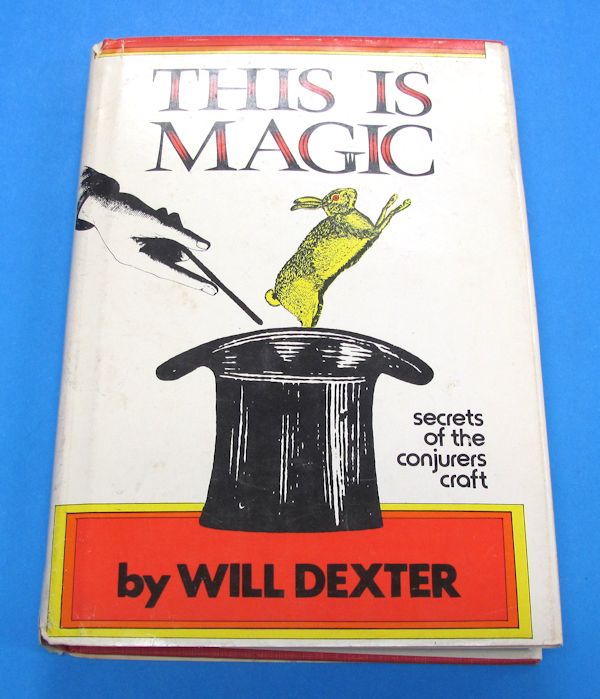 THIS IS
MAGIC
secrets
of the
conjurers
craft
by WILL DEXTER